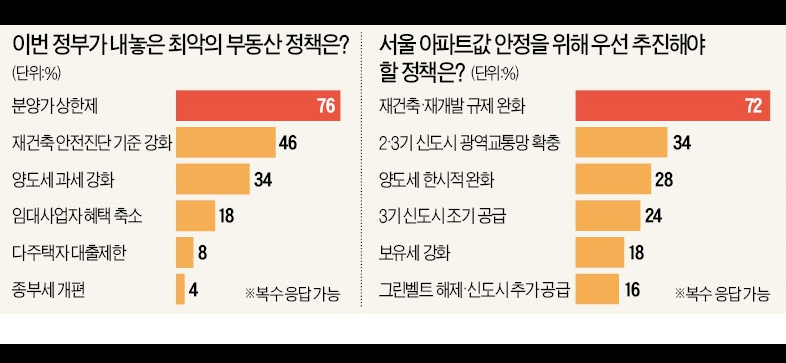 이번 정부가 내놓은 최악의 부동산 정책은?
(단위:%)
분양가 상한제 76
재건축 안전진단 기준 강화 46
양도세 과세 강화 34
임대사업자 혜택 축소 18
다주택자 대출제한 8
종부세 개편 4
※복수 응답 가능
서울 아파트값 안정을 위해 우선 추진해야
할 정책은? (단위:%)
재건축·재개발 규제 완화 72
2·3기 신도시 광역교통망 확충 34
양도세 한시적 완화 28
3기 신도시 조기 공급 24
보유세 강화 18
그린벨트 해제·신도시 추가 공급 16
※복수 응답 가능